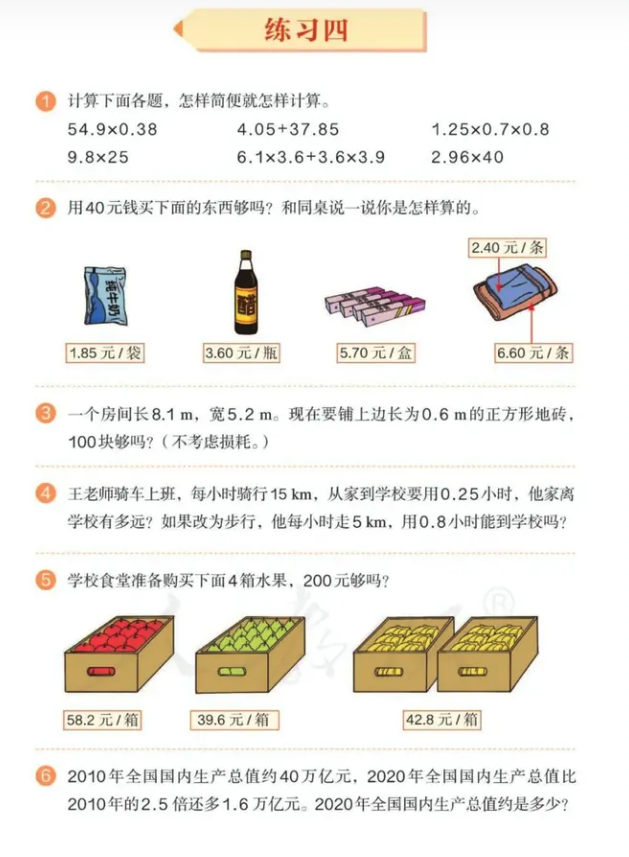 练习四
1 计算下面各题，怎样简便就怎样计算。
54.9×0.38 4.05+37.85 1.25×0.7×0.8
9.8×25 6.1×3.6+3.6×3.9 2.96×40
2 用40元钱买下面的东西够吗？和同桌说一说你是怎样算的。
2.40 元/条
纯牛奶
醋
1.85 元/袋 3.60 元/瓶 5.70 元/盒 6.60 元/条
3 一个房间长8.1 m，宽5.2 m。现在要铺上边长为0.6 m的正方形地砖，
100块够吗？（不考虑损耗。）
4 王老师骑车上班，每小时骑行15 km，从家到学校要用0.25小时，他家离
学校有多远？如果改为步行，他每小时走5 km，用0.8小时能到学校吗？
5 学校食堂准备购买下面4箱水果，200元够吗？
®
58.2 元/箱 39.6 元/箱 42.8 元/箱
6 2010年全国国内生产总值约40万亿元，2020年全国国内生产总值比
2010年的2.5倍还多1.6万亿元。2020年全国国内生产总值约是多少？